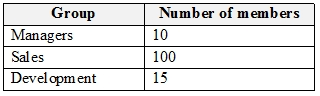 Group Number of members
Managers 10
Sales 100
Development 15